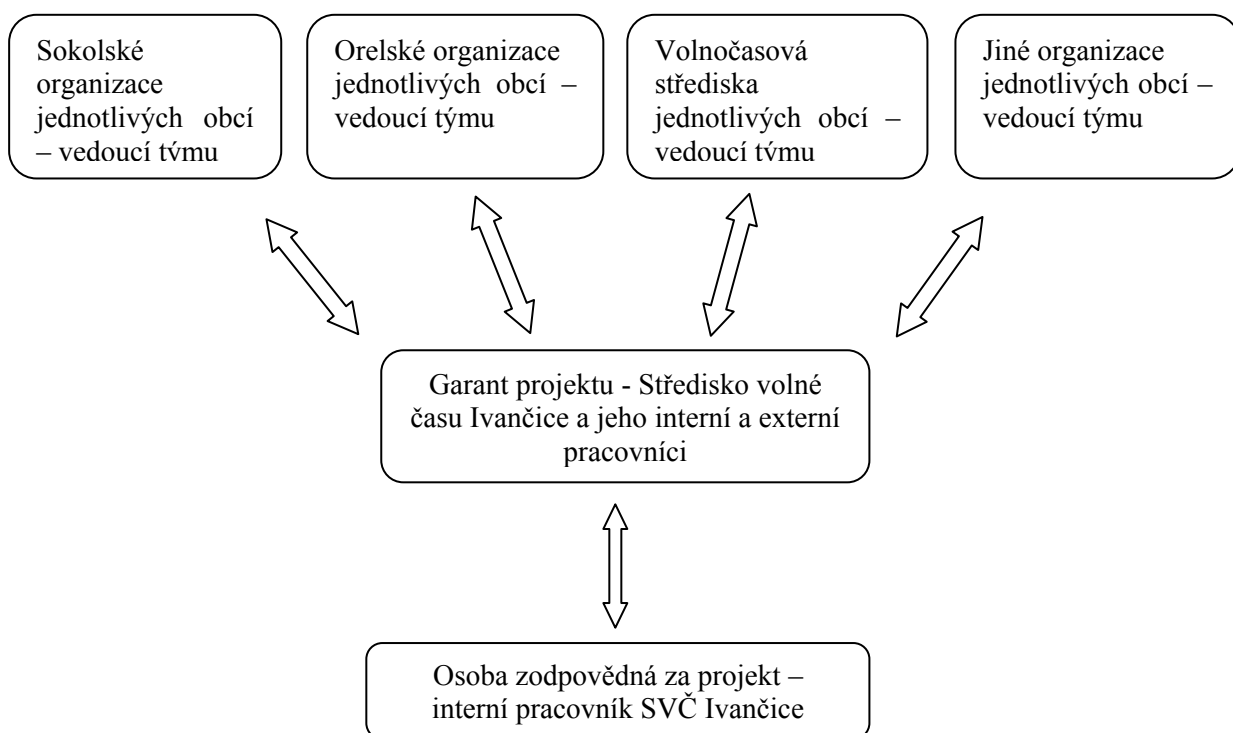 Sokolské
organizace
jednotlivých obcí
– vedoucí týmu
Orelské organizace
jednotlivých obcí –
vedoucí týmu
Volnočasová
střediska
jednotlivých obcí –
vedoucí týmu
Jiné organizace
jednotlivých obcí –
vedoucí týmu
Garant projektu - Středisko volné
času Ivančice a jeho interní a externí
pracovníci
Osoba zodpovědná za projekt –
interní pracovník SVČ Ivančice